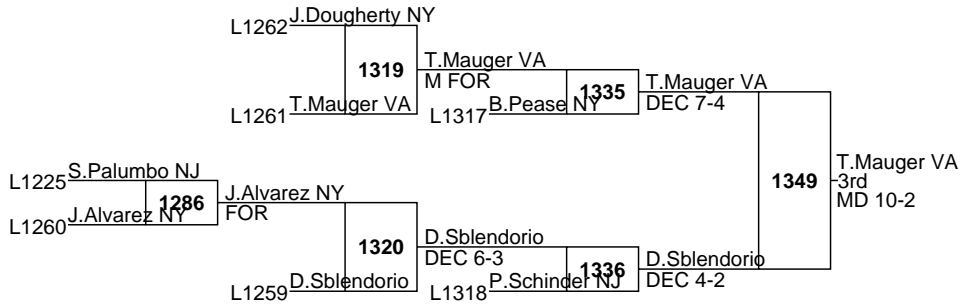 L1262 J.Dougherty NY
1319 T.Mauger VA
M FOR
L1261 T.Mauger VA
L1317 B.Pease NY
1335 T.Mauger VA
DEC 7-4
L1225 S.Palumbo NJ
1286 J.Alvarez NY
FOR
L1260 J.Alvarez NY
1320 D.Sblendorio
DEC 6-3
L1259 D.Sblendorio
L1318 P.Schinder NJ
1336 D.Sblendorio
DEC 4-2
1349 T.Mauger VA
3rd
MD 10-2